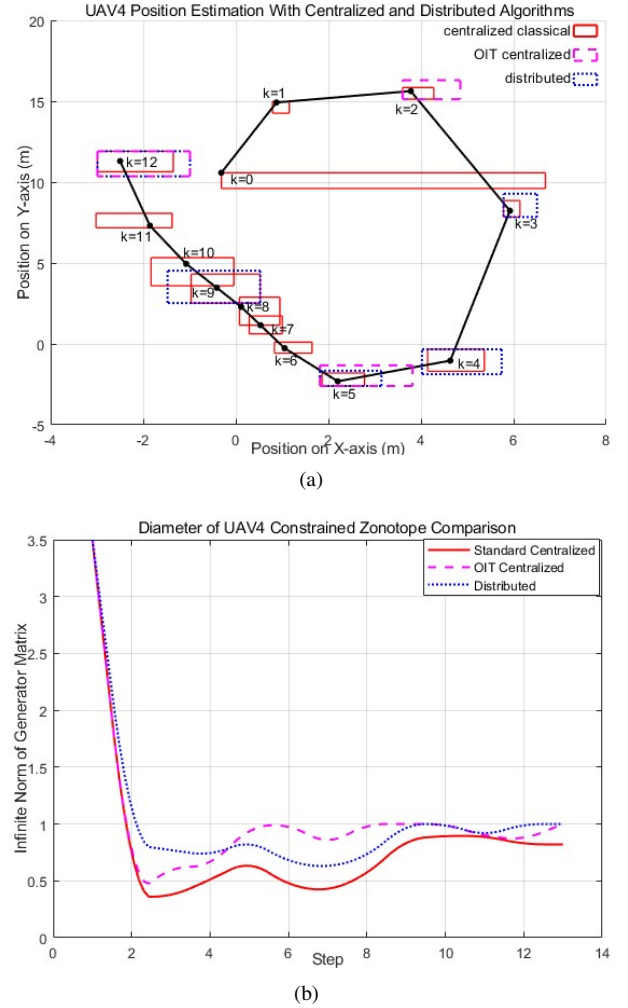 UAV4 Position Estimation With Centralized and Distributed Algorithms
20
15
10
5
0
-5
Position on Y-axis (m)
centralized classical
OIT centralized
distributed
k=1
k=2
k=0
k=12
k=3
k=11
k=10
k=9
k=8
k=7
k=6
k=4
k=5
-4
-2
0
2
4
6
8
Position on X-axis (m)
(a)
Diameter of UAV4 Constrained Zonotope Comparison
3.5
3
2.5
2
1.5
1
0.5
0
Infinite Norm of Generator Matrix
Standard Centralized
OIT Centralized
Distributed
0
2
4
6
8
10
12
14
Step
(b)